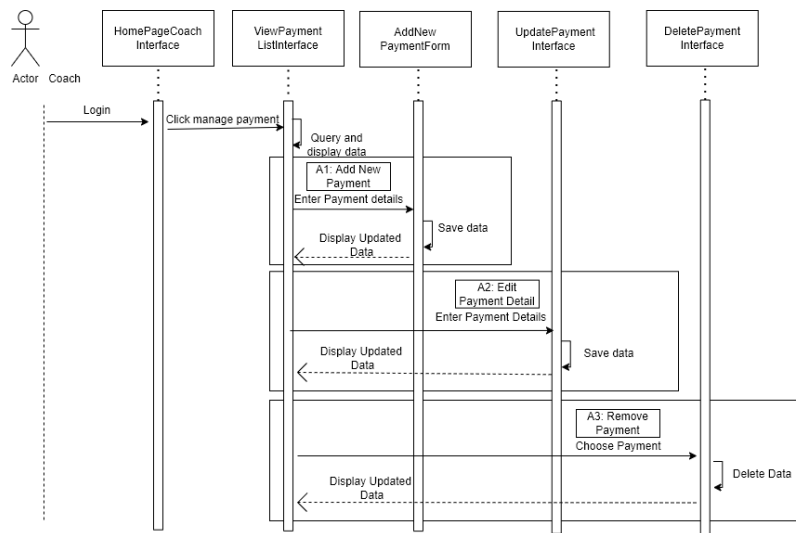 HomePageCoach
Interface
ViewPayment
ListInterface
AddNew
PaymentForm
UpdatePayment
Interface
DeletePayment
Interface
Actor Coach
Login
Click manage payment
Query and
display data
A1: Add New
Payment
Enter Payment details
Save data
Display Updated
Data
A2: Edit
Payment Detail
Enter Payment Details
Save data
Display Updated
Data
A3: Remove
Payment
Choose Payment
Delete Data
Display Updated
Data